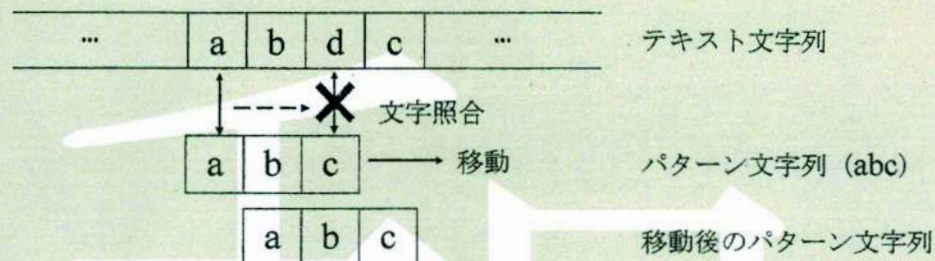 … a b d c … テキスト文字列
文字照合
a b c 移動 パターン文字列 (abc)
a b c 移動後のパターン文字列